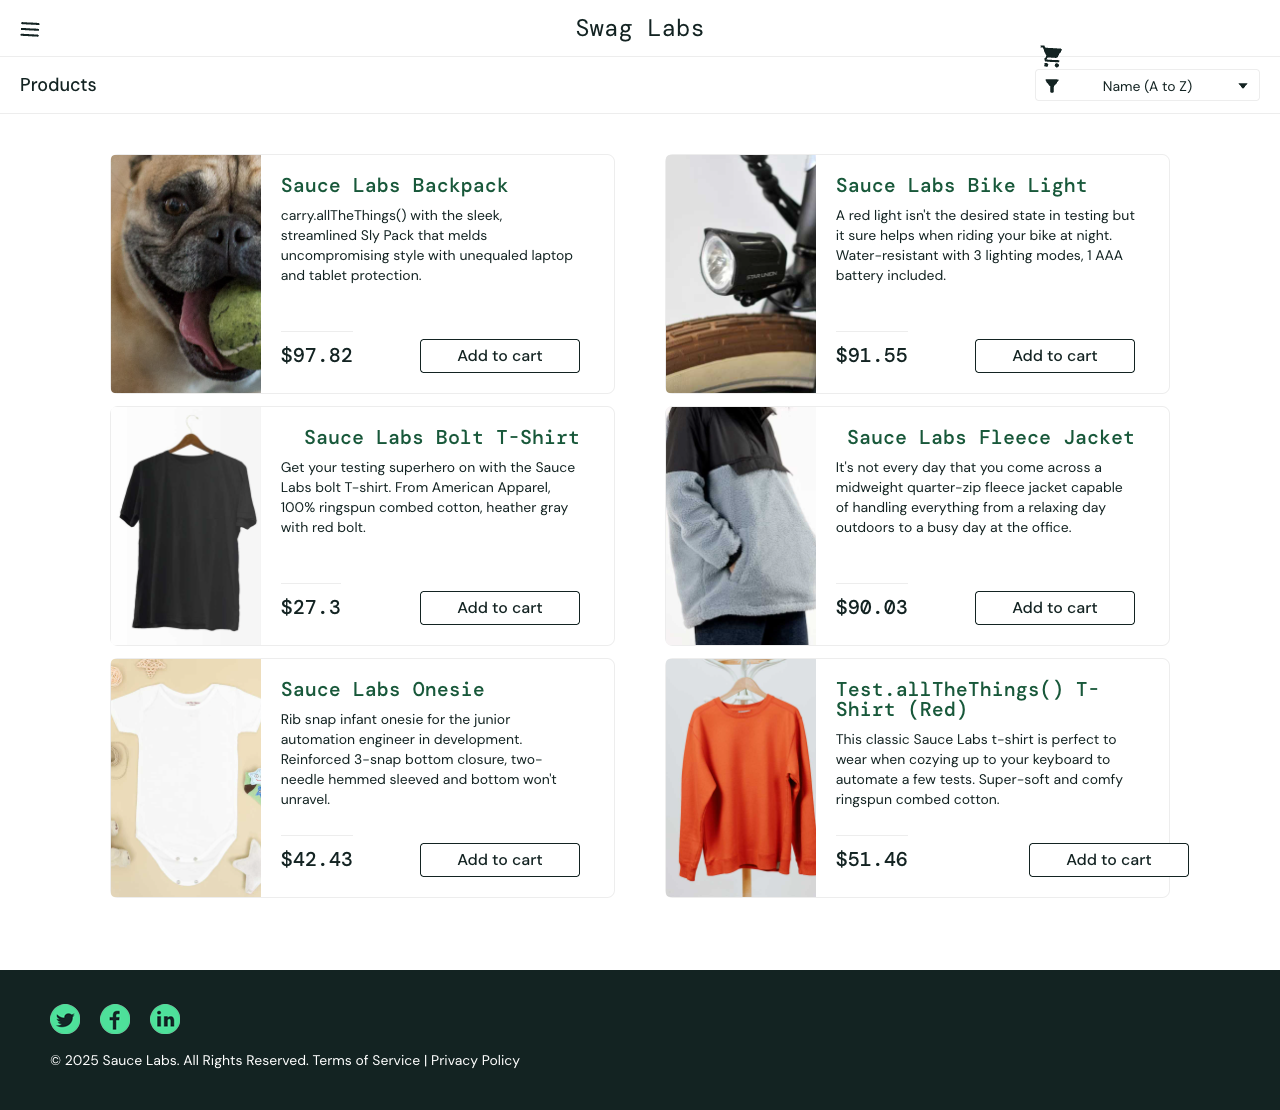 Swag Labs
Products
Name (A to Z)
Sauce Labs Backpack
carry.allTheThings() with the sleek,
streamlined Sly Pack that melds
uncompromising style with unequaled laptop
and tablet protection.
$97.82
Add to cart
Sauce Labs Bike Light
A red light isn't the desired state in testing but
it sure helps when riding your bike at night.
Water-resistant with 3 lighting modes, 1 AAA
battery included.
$91.55
Add to cart
Sauce Labs Bolt T-Shirt
Get your testing superhero on with the Sauce
Labs bolt T-shirt. From American Apparel,
100% ringspun combed cotton, heather gray
with red bolt.
$27.3
Add to cart
Sauce Labs Fleece Jacket
It's not every day that you come across a
midweight quarter-zip fleece jacket capable
of handling everything from a relaxing day
outdoors to a busy day at the office.
$90.03
Add to cart
Sauce Labs Onesie
Rib snap infant onesie for the junior
automation engineer in development.
Reinforced 3-snap bottom closure, two-
needle hemmed sleeved and bottom won't
unravel.
$42.43
Add to cart
Test.allTheThings() T-
Shirt (Red)
This classic Sauce Labs t-shirt is perfect to
wear when cozying up to your keyboard to
automate a few tests. Super-soft and comfy
ringspun combed cotton.
$51.46
Add to cart
© 2025 Sauce Labs. All Rights Reserved. Terms of Service | Privacy Policy